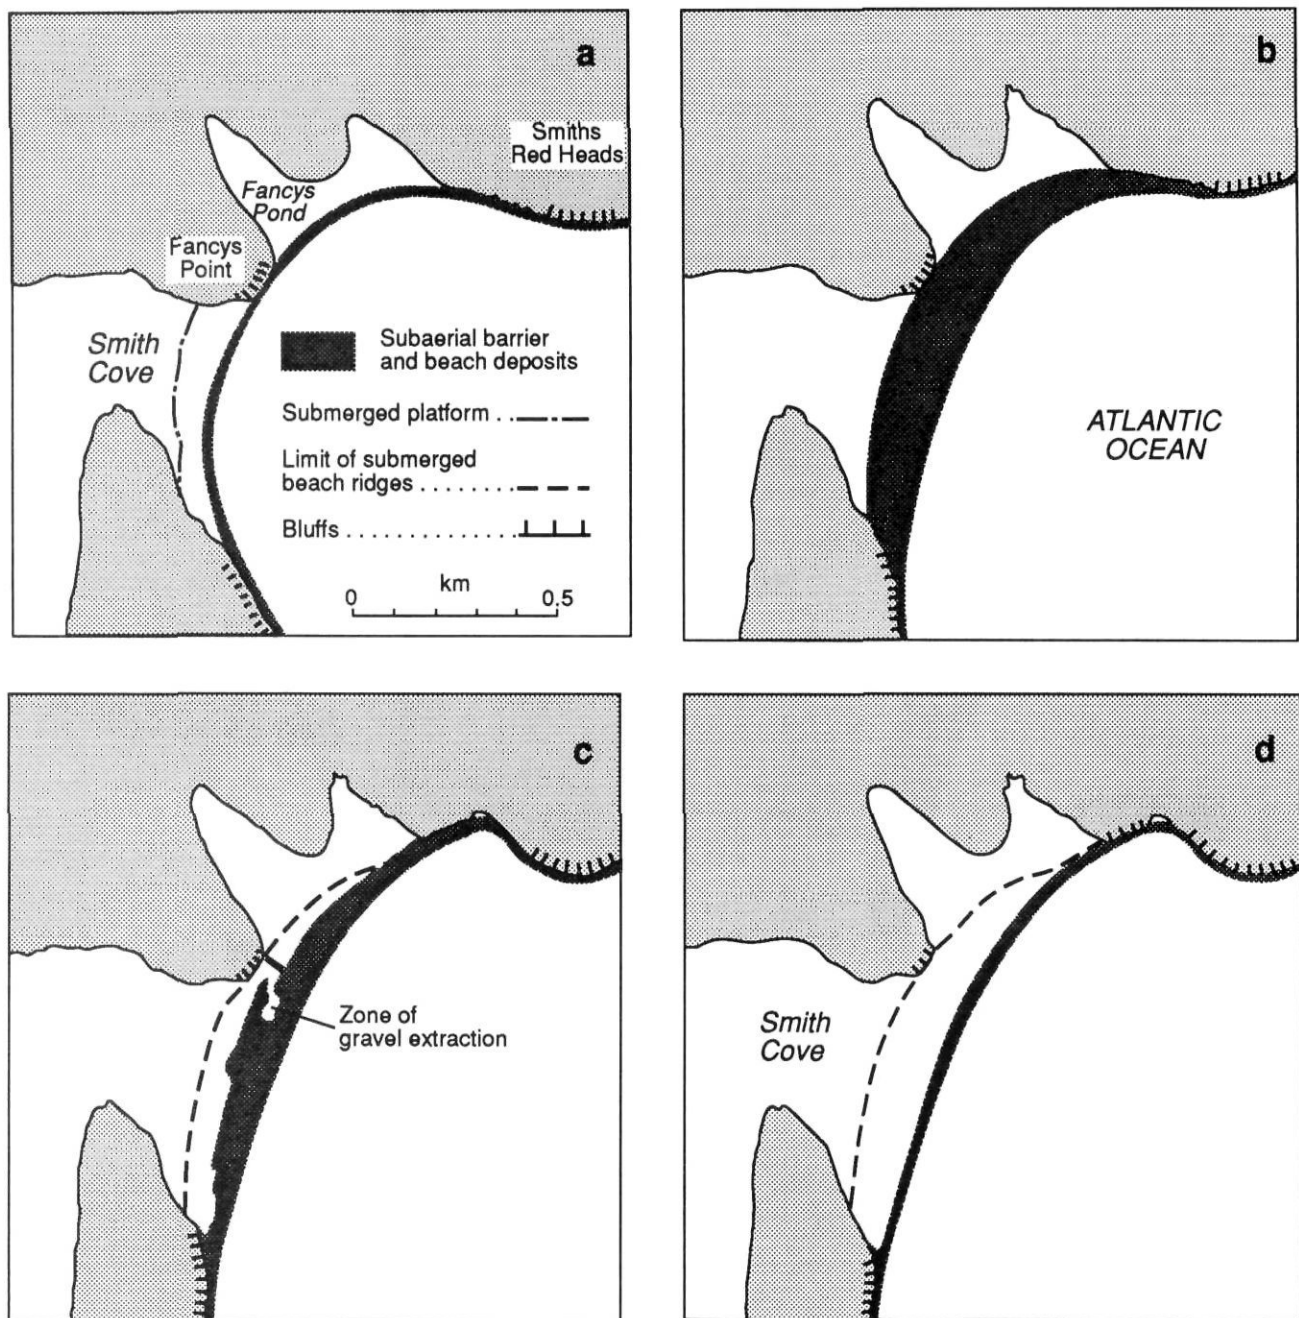 a
Smiths
Red Heads
Fancys
Pond
Fancys
Point
Smith
Cove
Subaerial barrier
and beach deposits
Submerged platform . .
Limit of submerged
beach ridges . . . . . . . .
Bluffs . . . . . . . . . . . . . . .
km
0 0.5
b
ATLANTIC
OCEAN
c
Zone of
gravel extraction
d
Smith
Cove